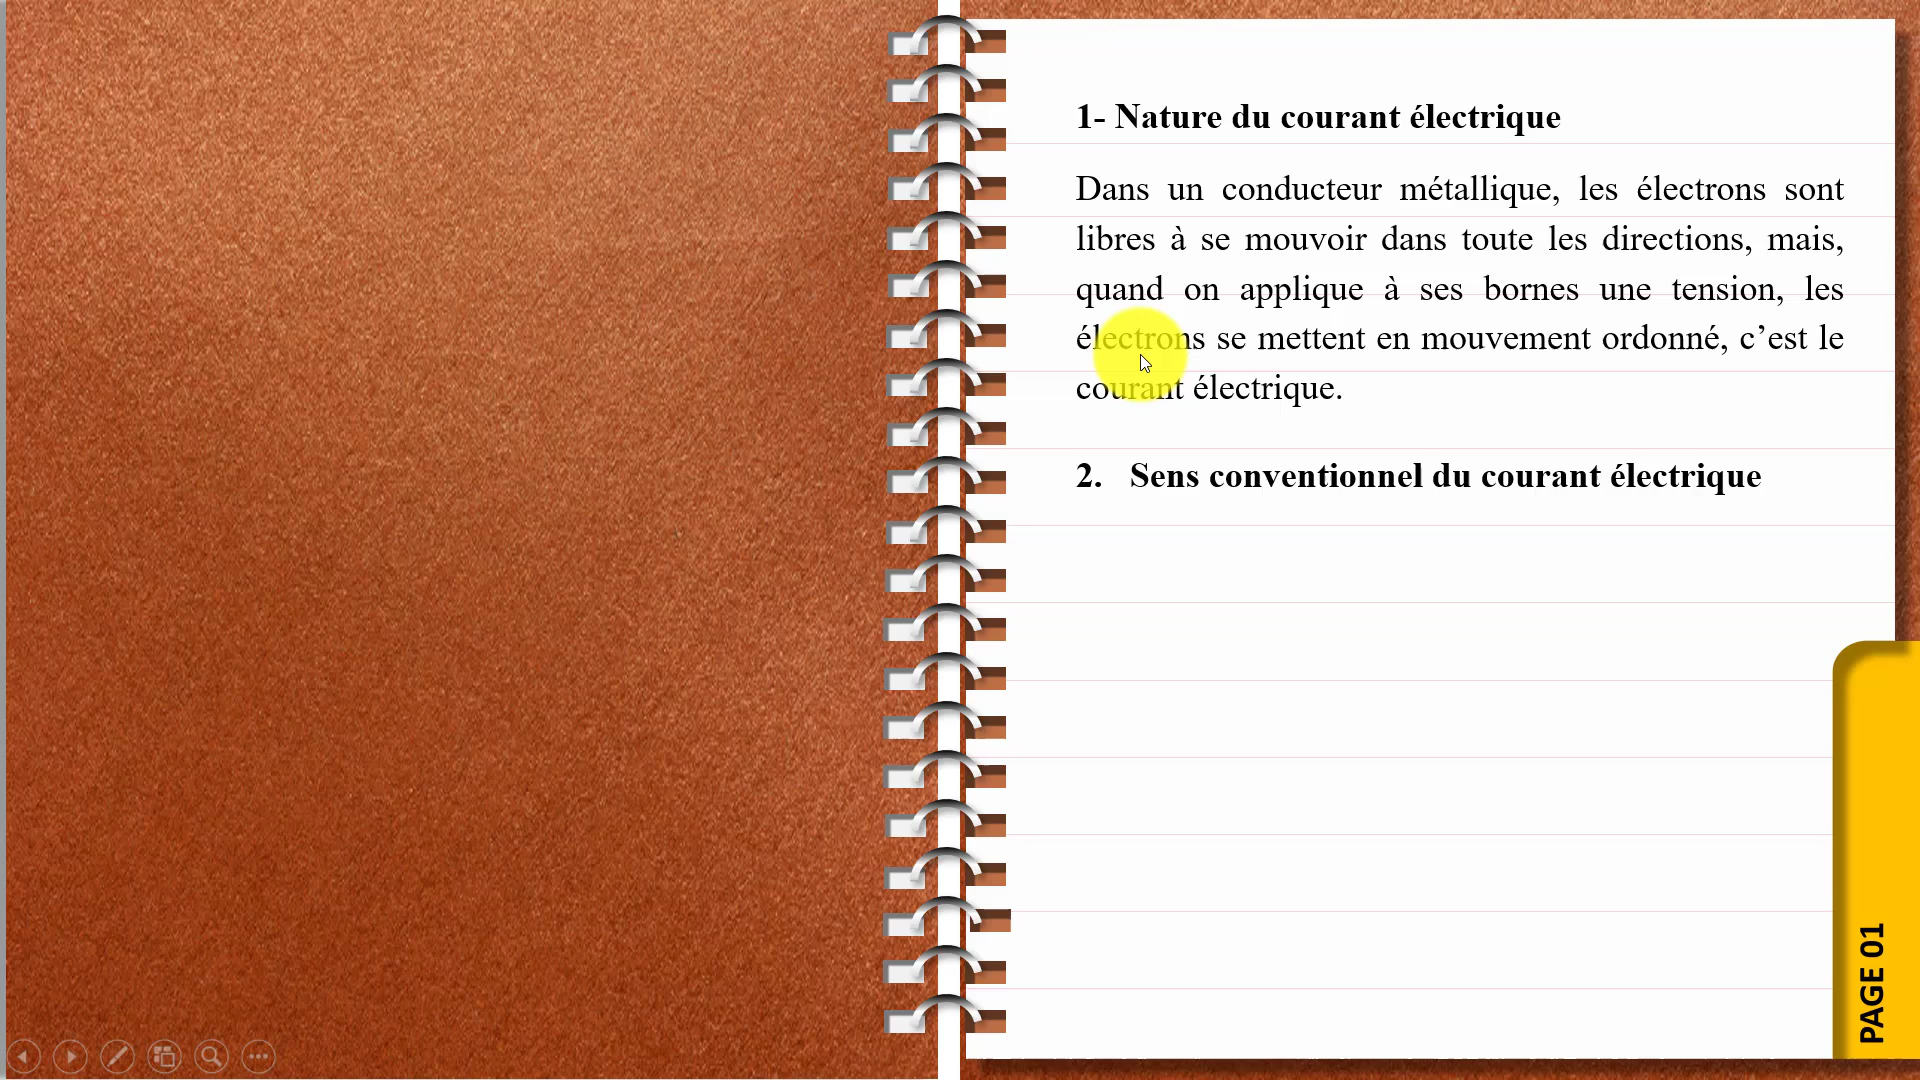 1- Nature du courant électrique
Dans un conducteur métallique, les électrons sont
libres à se mouvoir dans toute les directions, mais,
quand on applique à ses bornes une tension, les
électrons se mettent en mouvement ordonné, c’est le
courant électrique.
2. Sens conventionnel du courant électrique
PAGE 01